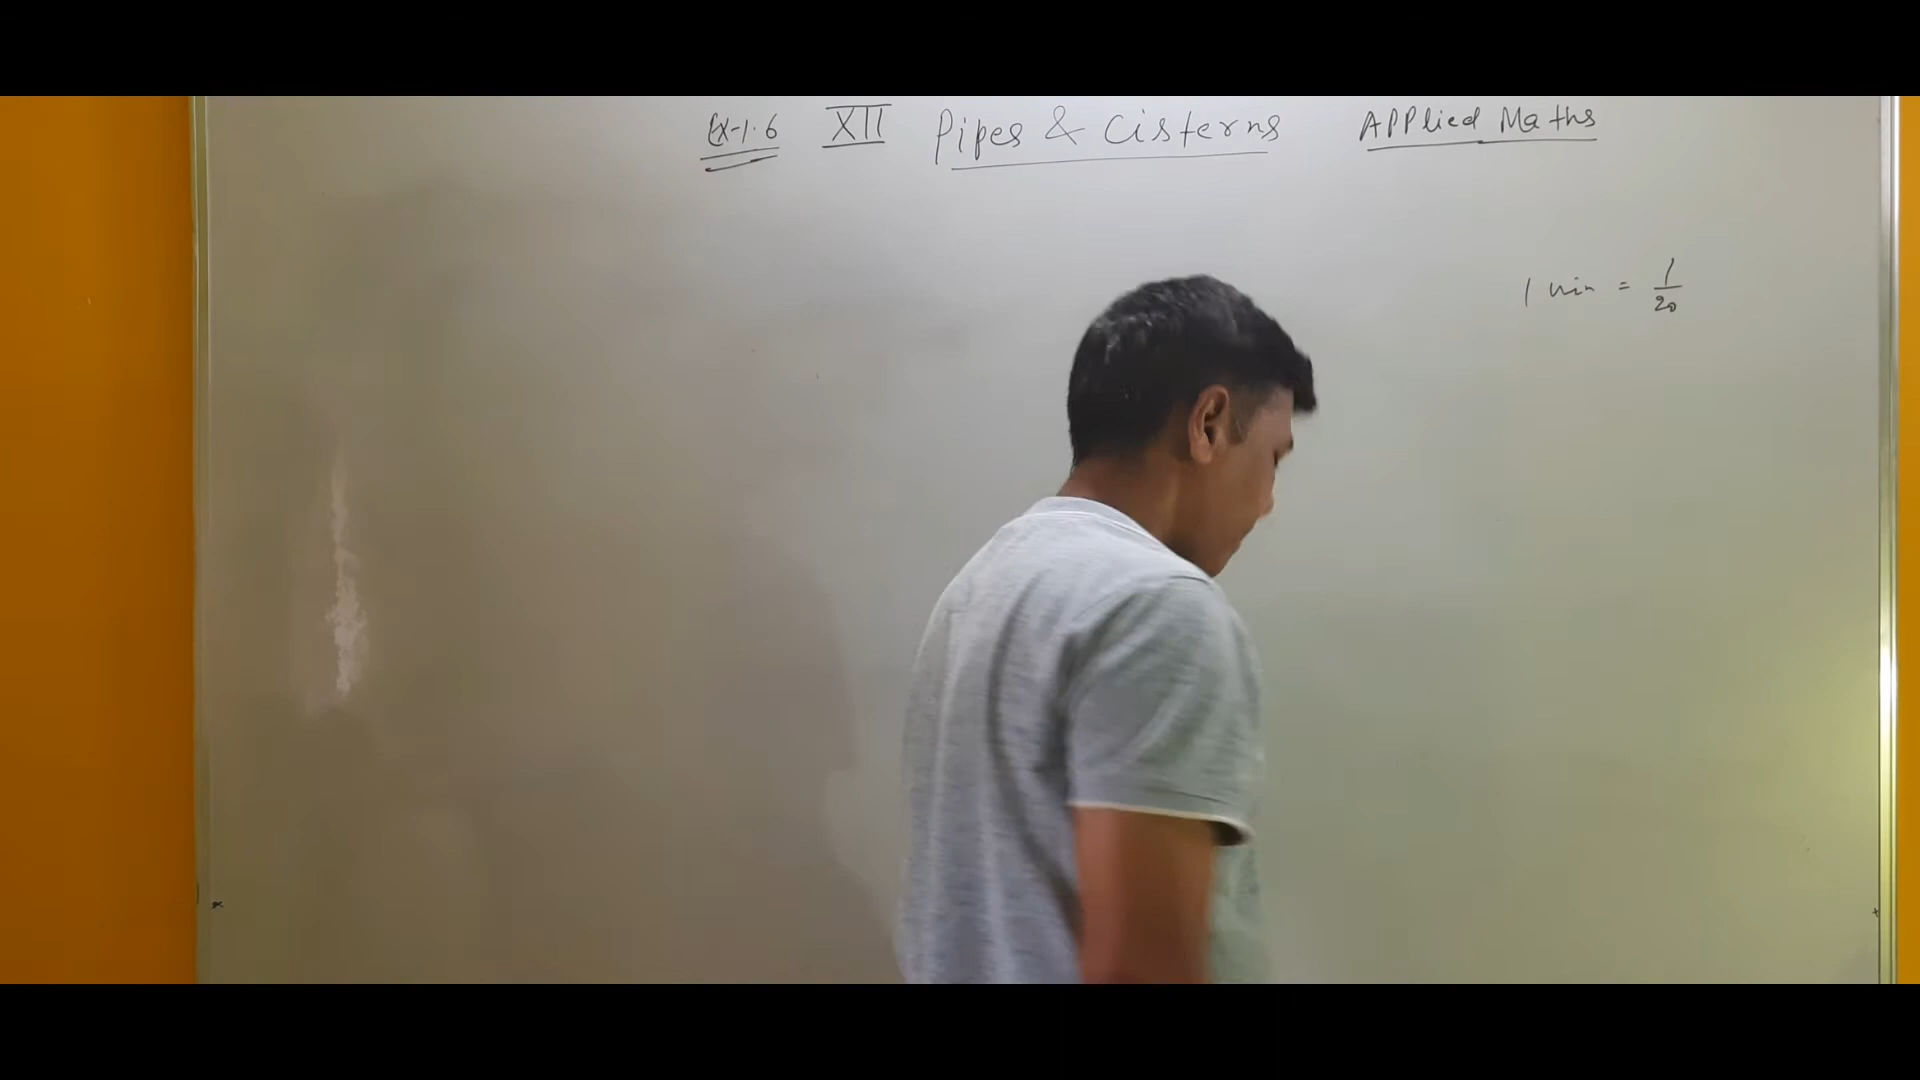 Ex-1.6 XII Pipes & Cisterns Applied Maths
1 min = 1/20